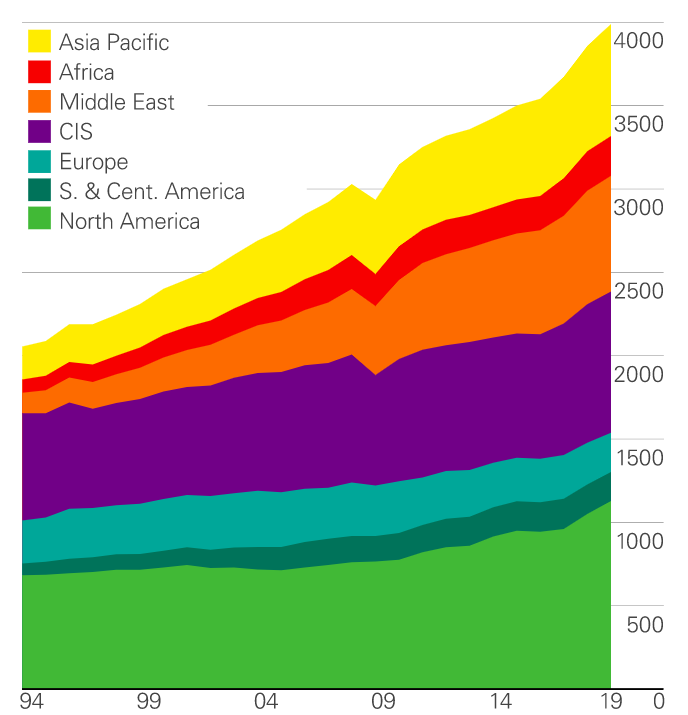 Asia Pacific
Africa
Middle East
CIS
Europe
S. & Cent. America
North America
4000
3500
3000
2500
2000
1500
1000
500
94 99 04 09 14 19 0